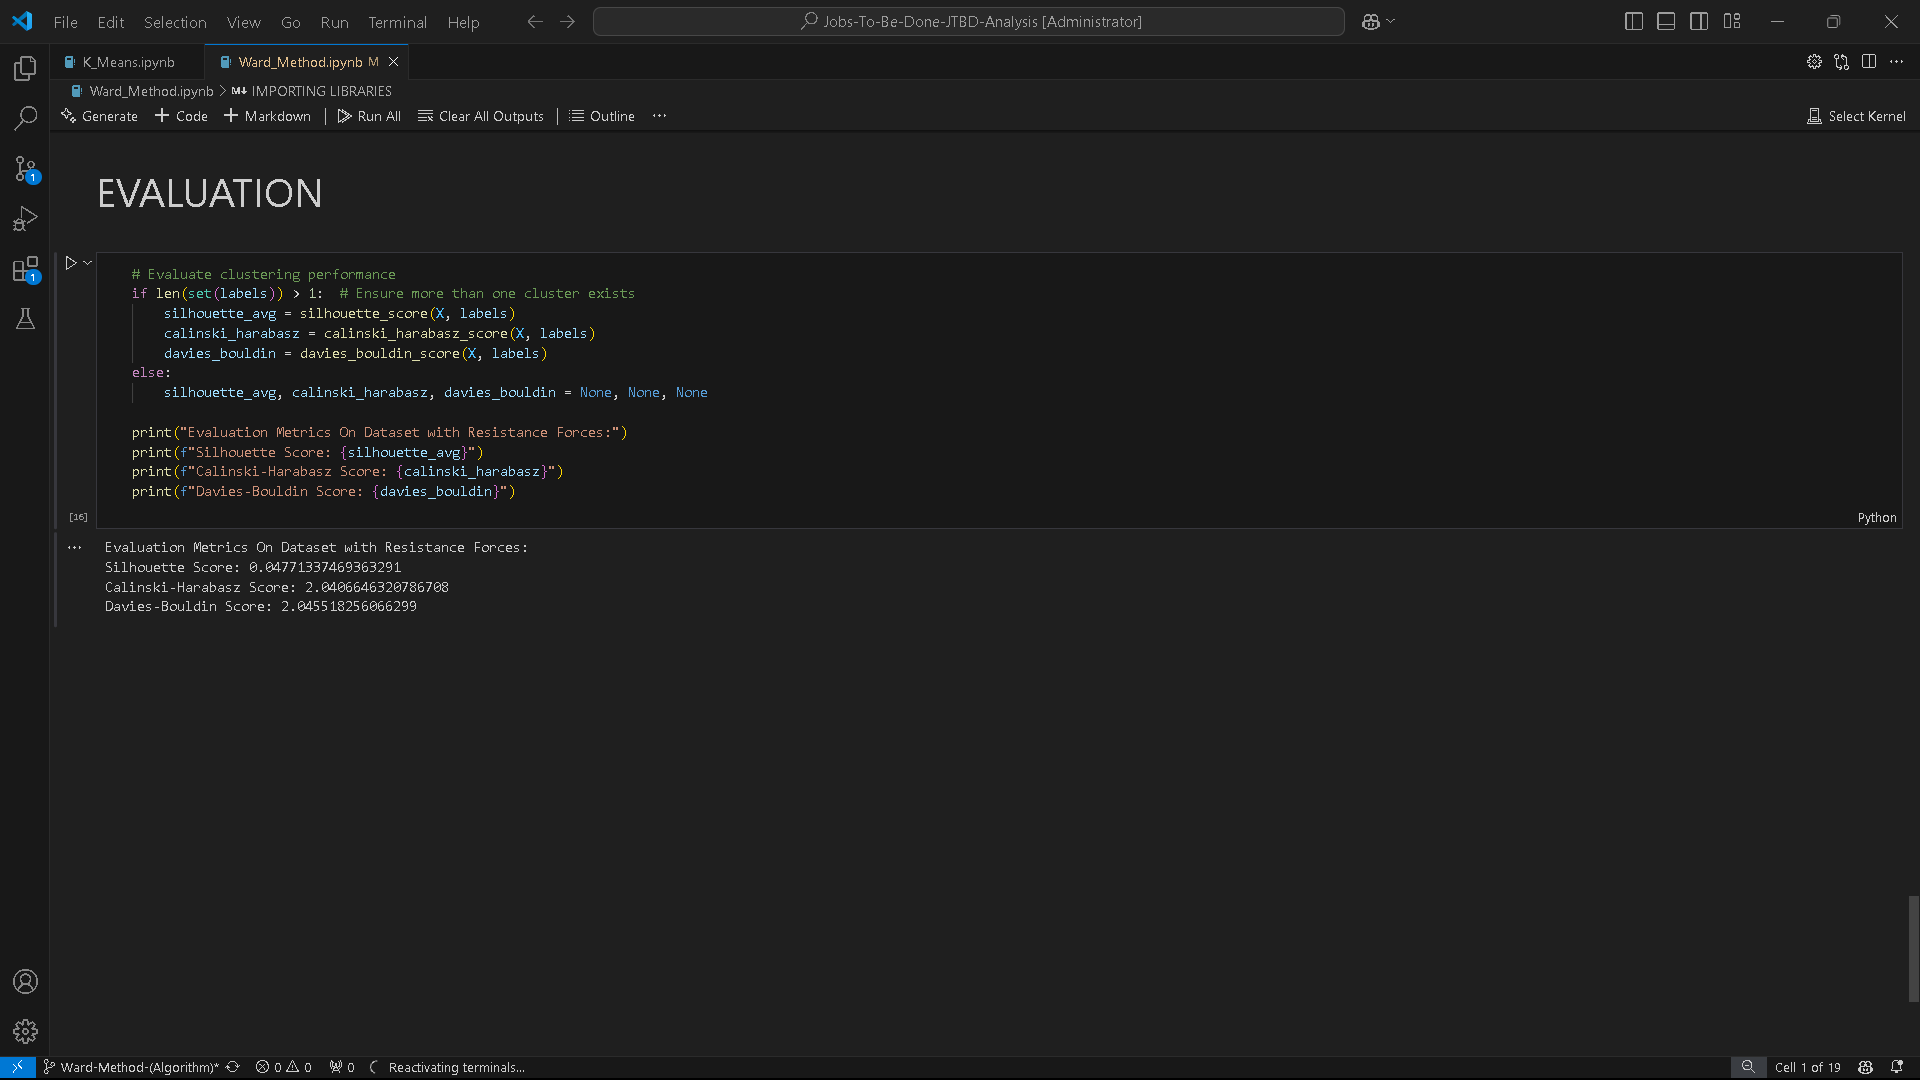 File Edit Selection View Go Run Terminal Help
Jobs-To-Be-Done-JTBD-Analysis [Administrator]
K_Means.ipynb
Ward_Method.ipynb M
Ward_Method.ipynb > M↓ IMPORTING LIBRARIES
Generate + Code + Markdown | Run All Clear All Outputs | Outline ...
Select Kernel
1
1
EVALUATION
# Evaluate clustering performance
if len(set(labels)) > 1:  # Ensure more than one cluster exists
    silhouette_avg = silhouette_score(X, labels)
    calinski_harabasz = calinski_harabasz_score(X, labels)
    davies_bouldin = davies_bouldin_score(X, labels)
else:
    silhouette_avg, calinski_harabasz, davies_bouldin = None, None, None
print("Evaluation Metrics On Dataset with Resistance Forces:")
print(f"Silhouette Score: {silhouette_avg}")
print(f"Calinski-Harabasz Score: {calinski_harabasz}")
print(f"Davies-Bouldin Score: {davies_bouldin}")
[16]
Python
Evaluation Metrics On Dataset with Resistance Forces:
Silhouette Score: 0.04771337469363291
Calinski-Harabasz Score: 2.0406646320786708
Davies-Bouldin Score: 2.045518256066299
Ward-Method-(Algorithm)* 0 0 0 Reactivating terminals...
Cell 1 of 19